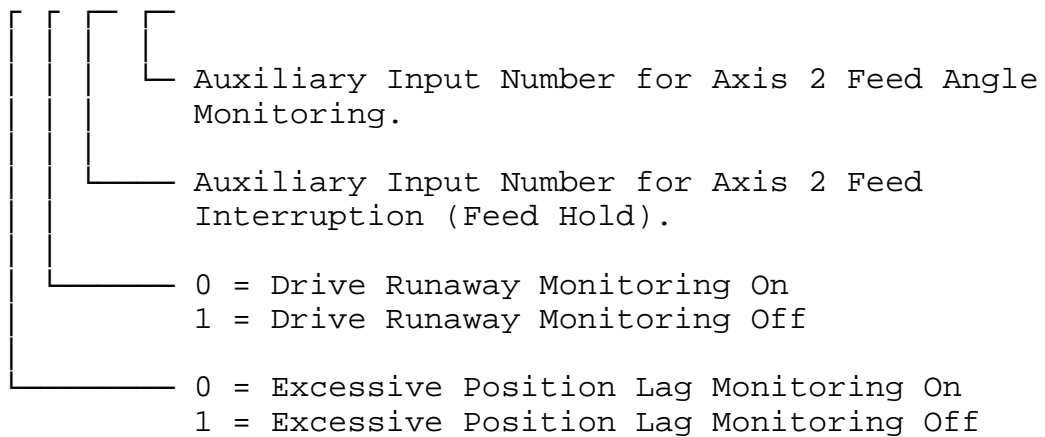 Auxiliary Input Number for Axis 2 Feed Angle
Monitoring.
Auxiliary Input Number for Axis 2 Feed
Interruption (Feed Hold).
0 = Drive Runaway Monitoring On
1 = Drive Runaway Monitoring Off
0 = Excessive Position Lag Monitoring On
1 = Excessive Position Lag Monitoring Off